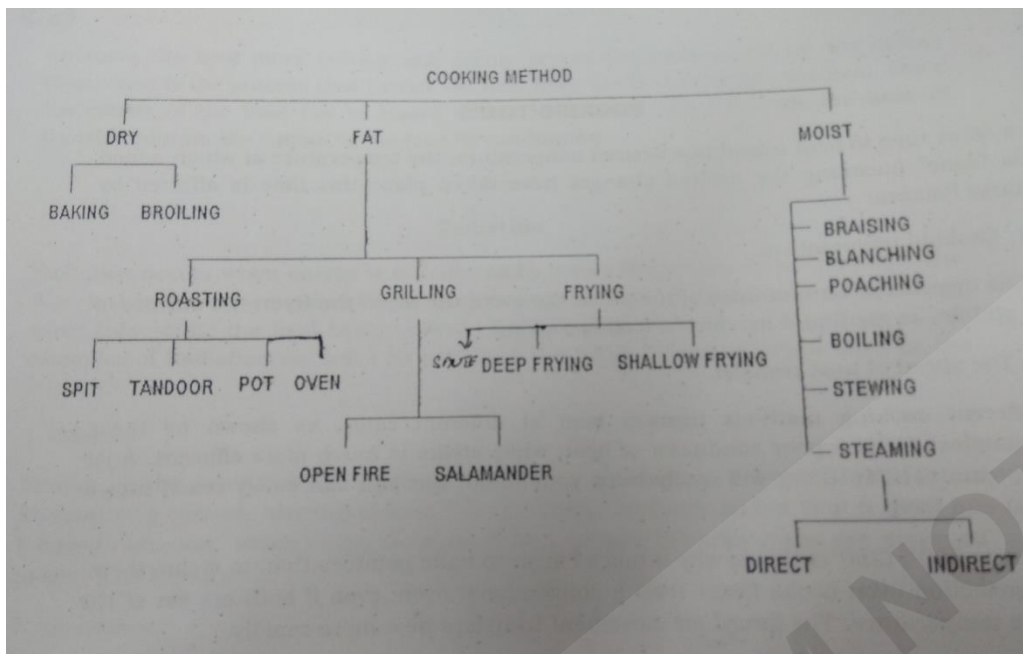 COOKING METHOD
DRY FAT MOIST
BAKING BROILING
BRAISING
BLANCHING
POACHING
ROASTING GRILLING FRYING
BOILING
SPIT TANDOOR POT OVEN
SAUTE DEEP FRYING SHALLOW FRYING
STEWING
STEAMING
OPEN FIRE SALAMANDER
DIRECT INDIRECT
NOT